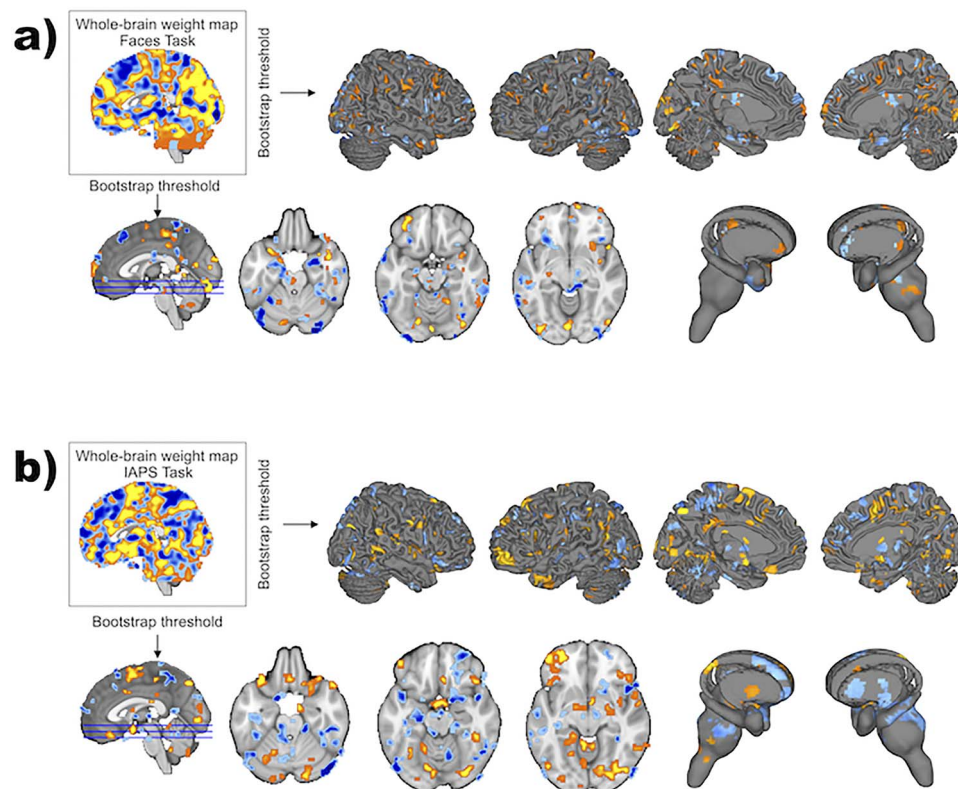 a)
Whole-brain weight map
Faces Task
Bootstrap threshold
Bootstrap threshold
b)
Whole-brain weight map
IAPS Task
Bootstrap threshold
Bootstrap threshold